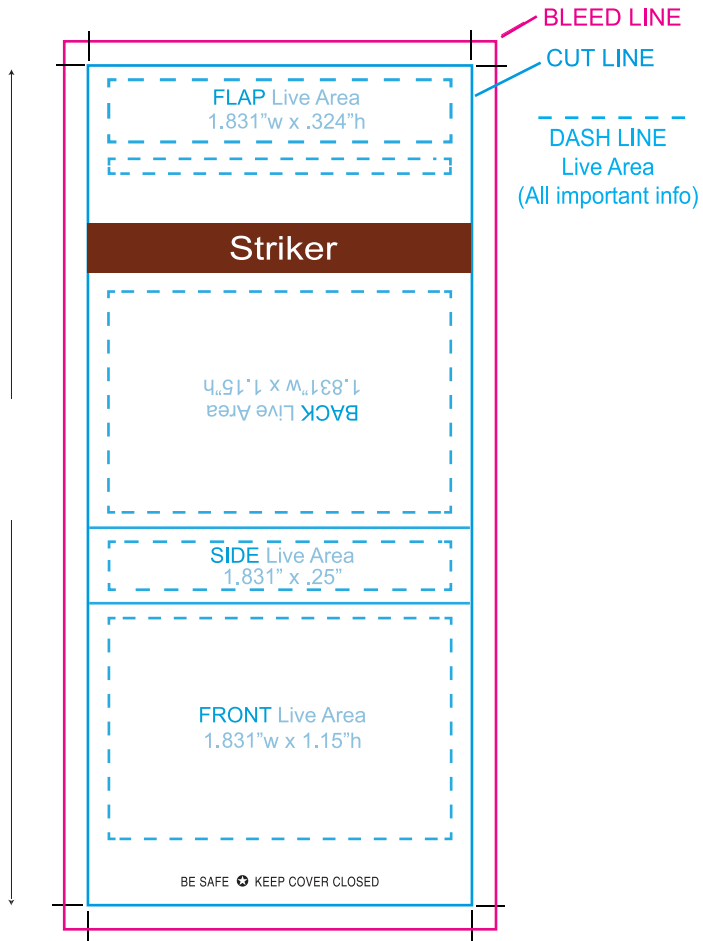 BLEED LINE
CUT LINE
FLAP Live Area
1.831”w x .324”h
DASH LINE
Live Area
(All important info)
Striker
BACK Live Area
1.831”w x 1.15”h
SIDE Live Area
1.831” x .25”
FRONT Live Area
1.831”w x 1.15”h
BE SAFE ✪ KEEP COVER CLOSED